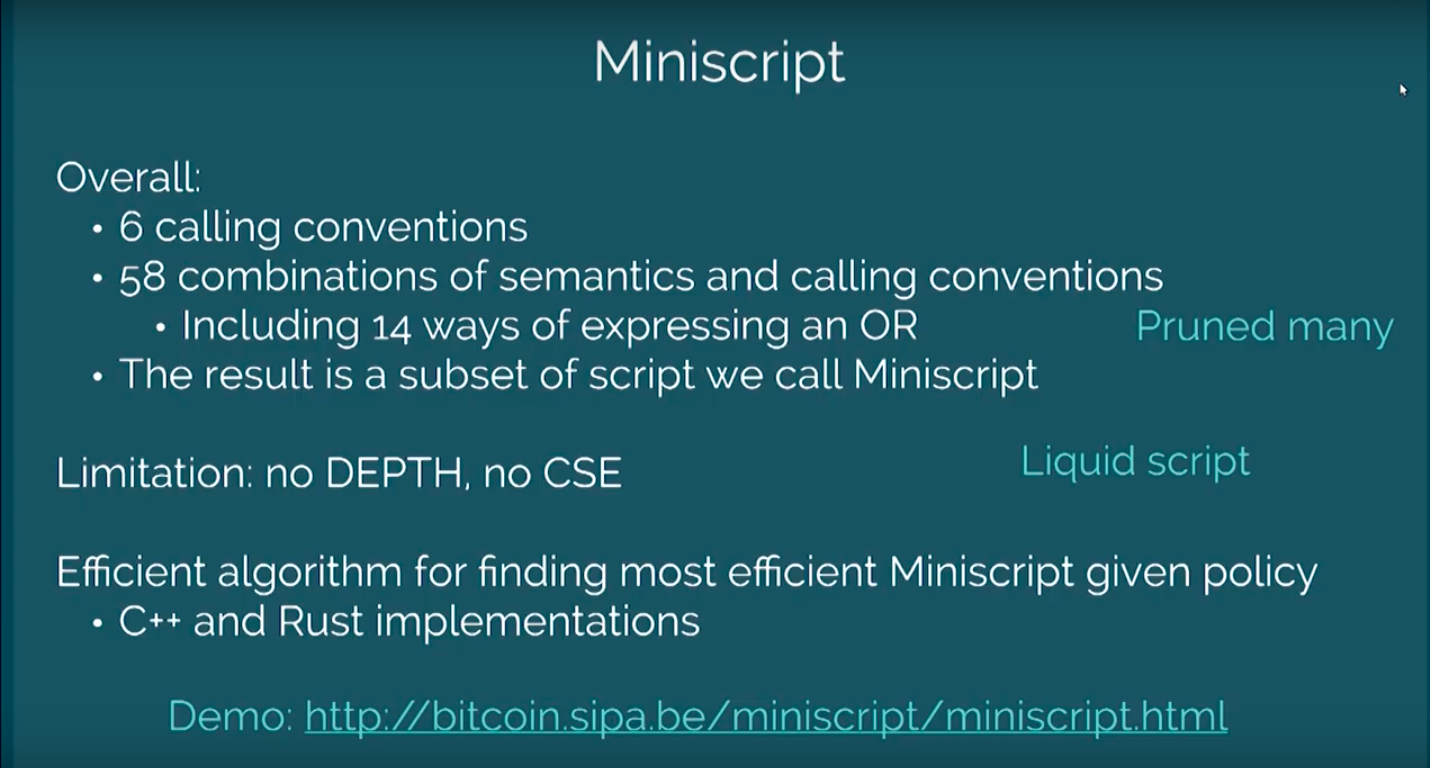 Miniscript
Overall:
• 6 calling conventions
• 58 combinations of semantics and calling conventions
• Including 14 ways of expressing an OR
Pruned many
• The result is a subset of script we call Miniscript
Limitation: no DEPTH, no CSE
Liquid script
Efficient algorithm for finding most efficient Miniscript given policy
• C++ and Rust implementations
Demo: http://bitcoin.sipa.be/miniscript/miniscript.html